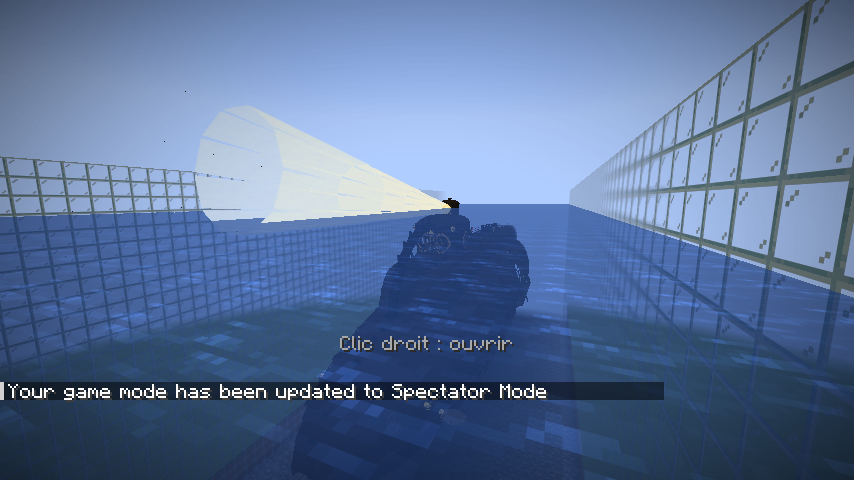 Clic droit : ouvrir
Your game mode has been updated to Spectator Mode